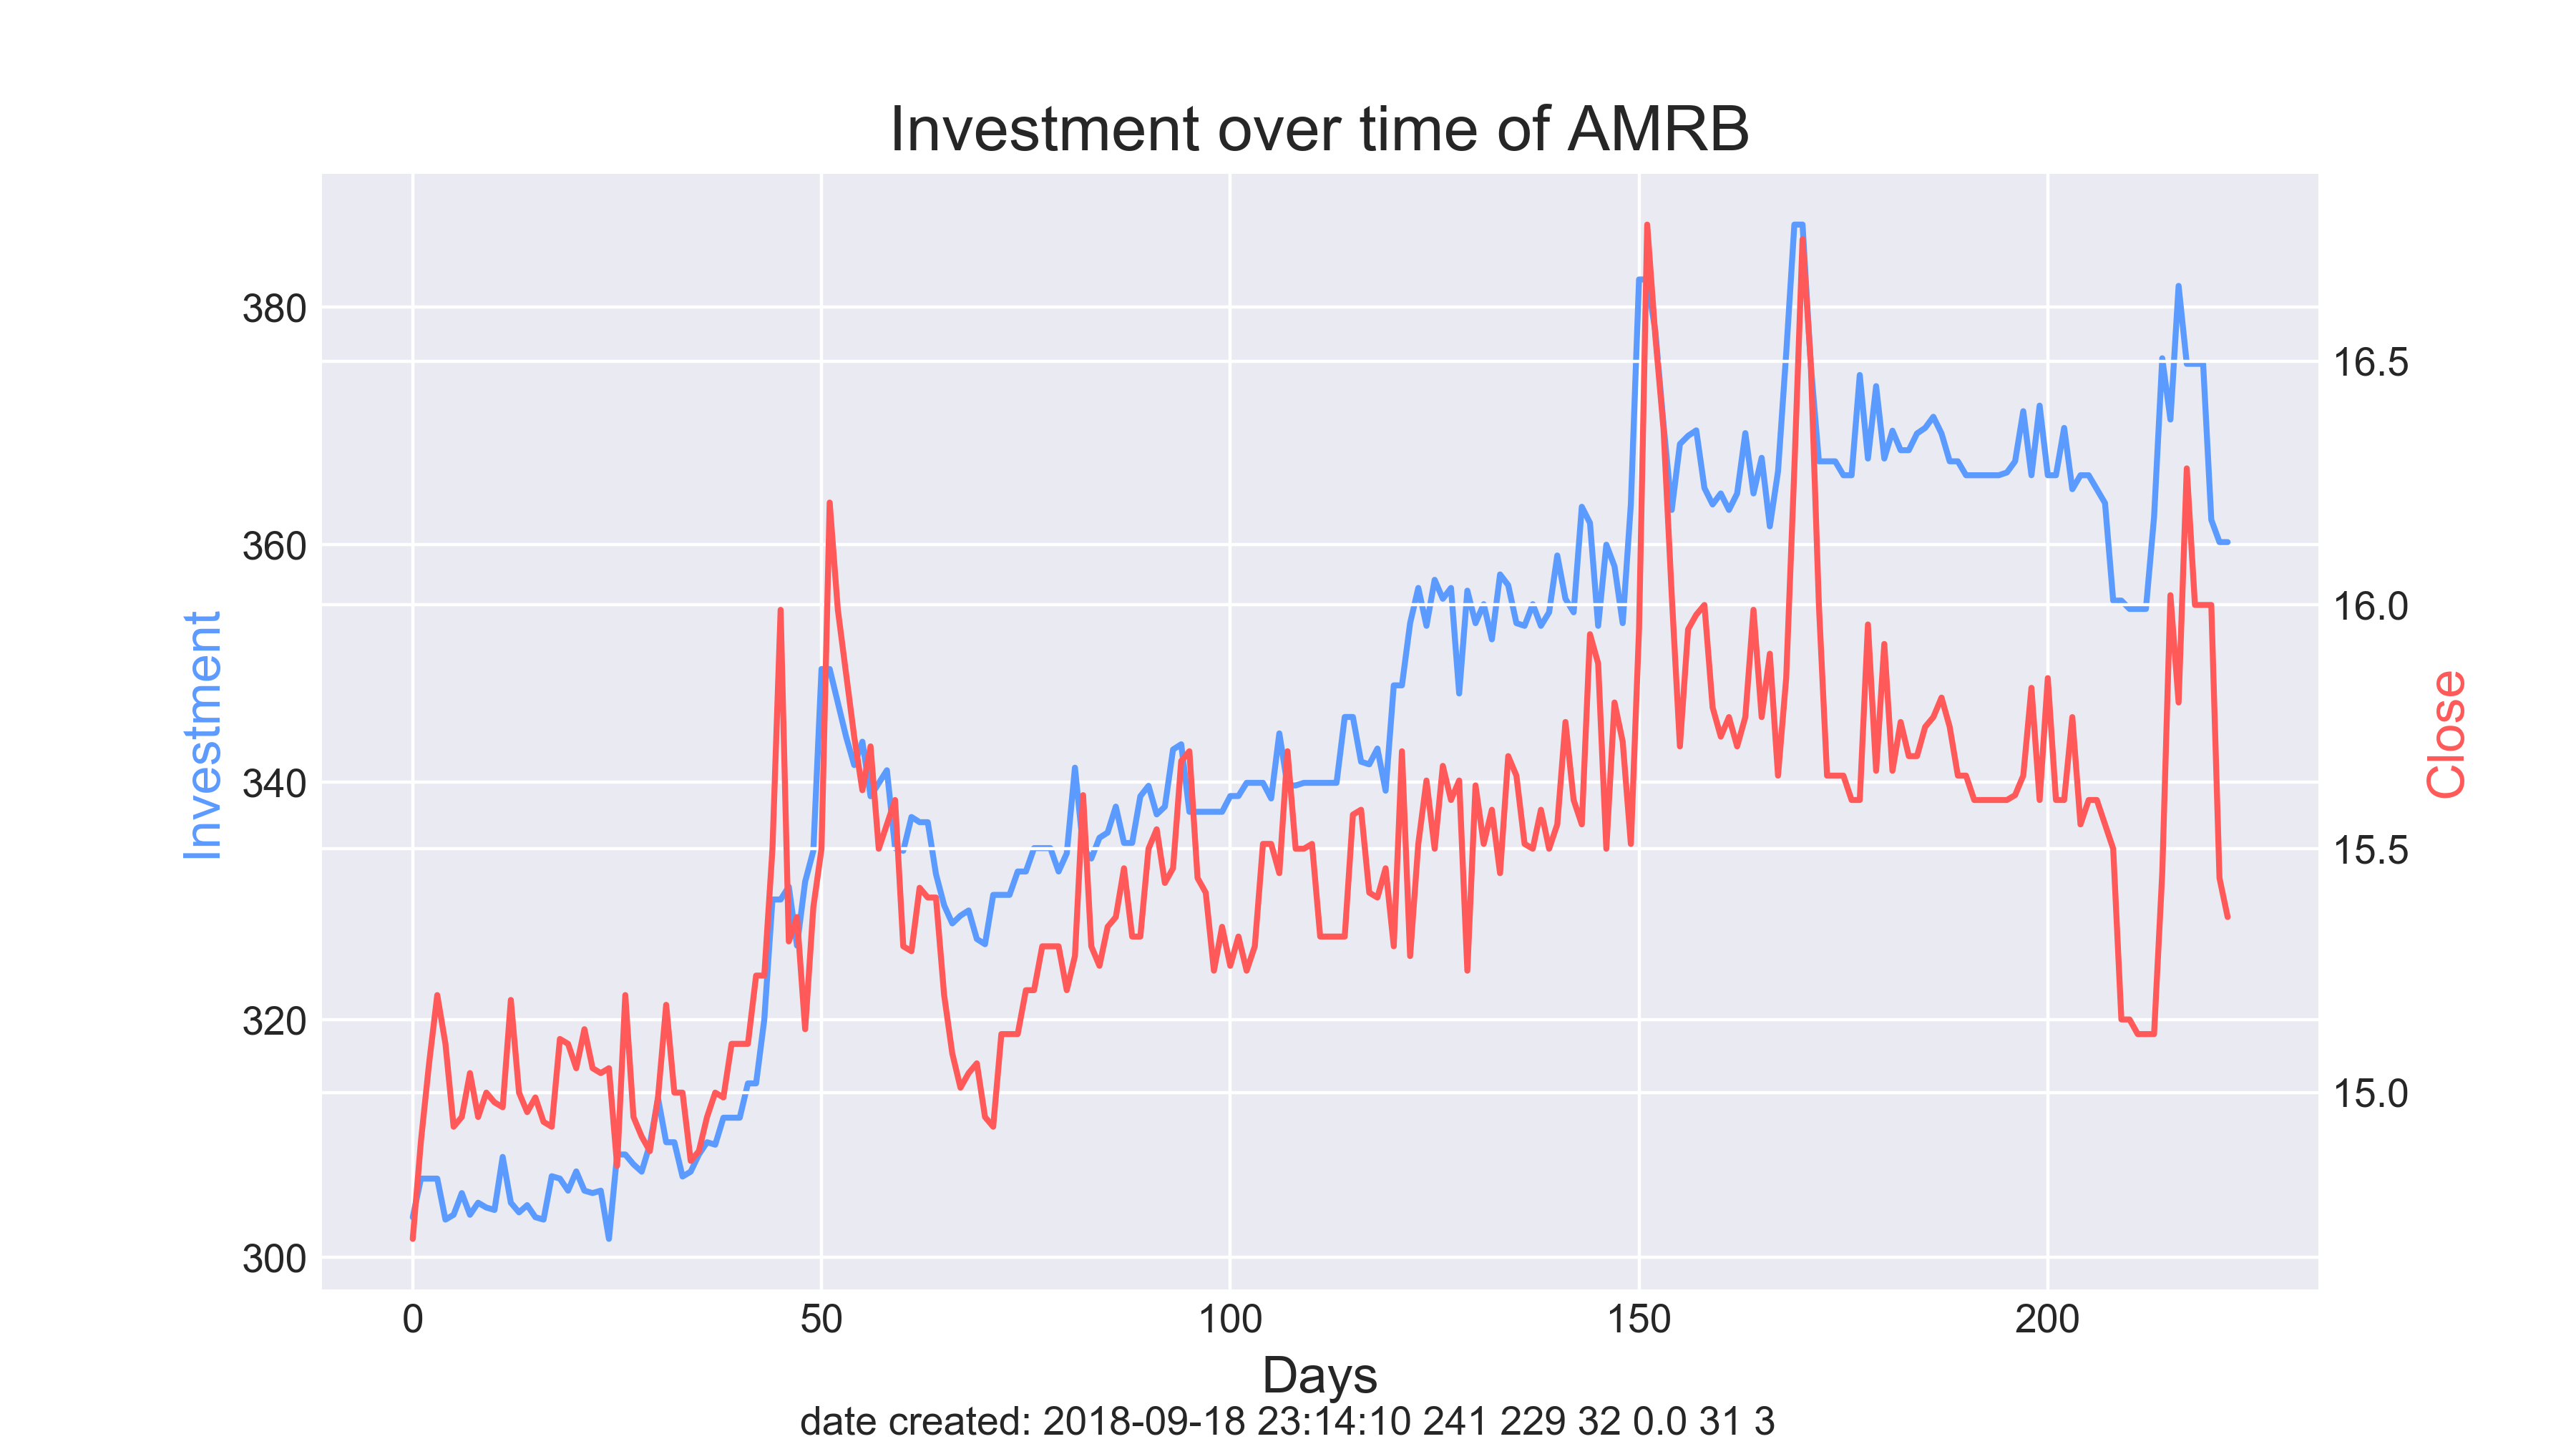 Investment over time of AMRB
380
360
340
320
300
Investment
16.5
16.0
15.5
15.0
Close
0 50 100 150 200
Days
date created: 2018-09-18 23:14:10 241 229 32 0.0 31 3